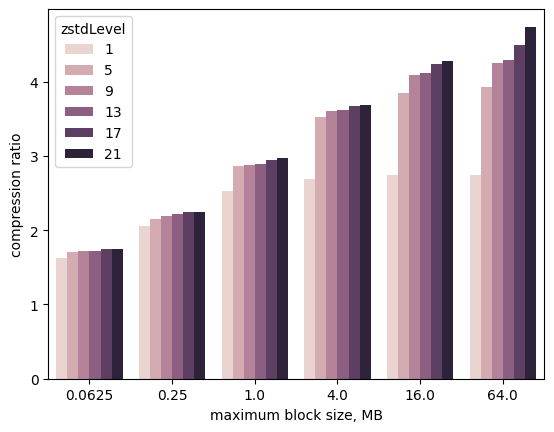 zstdLevel
1
5
9
13
17
21
compression ratio
4
3
2
1
0
0.0625 0.25 1.0 4.0 16.0 64.0
maximum block size, MB